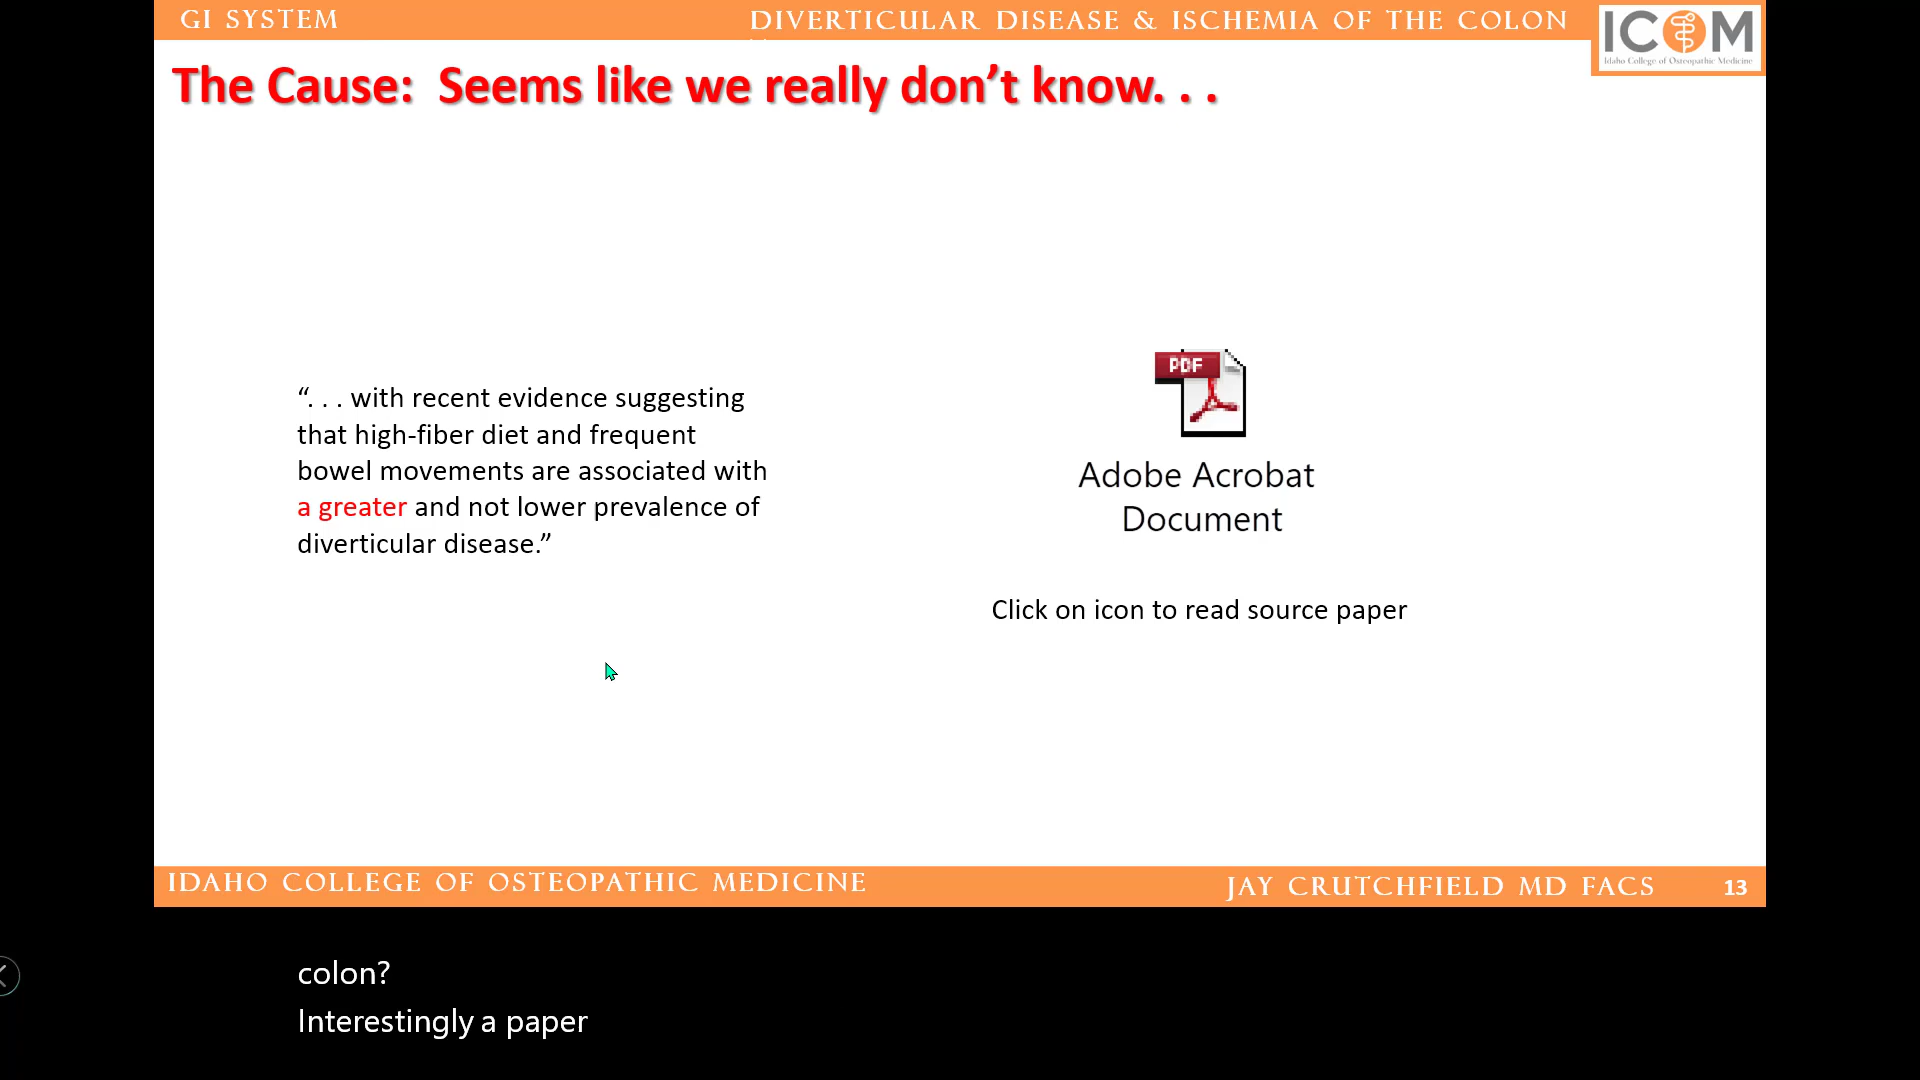 GI SYSTEM
DIVERTICULAR DISEASE & ISCHEMIA OF THE COLON
ICOM
Idaho College of Osteopathic Medicine
The Cause:  Seems like we really don’t know. . .
“. . . with recent evidence suggesting
that high-fiber diet and frequent
bowel movements are associated with
a greater and not lower prevalence of
diverticular disease.”
PDF
Adobe Acrobat
Document
Click on icon to read source paper
IDAHO COLLEGE OF OSTEOPATHIC MEDICINE
JAY CRUTCHFIELD MD FACS
13
colon?
Interestingly a paper